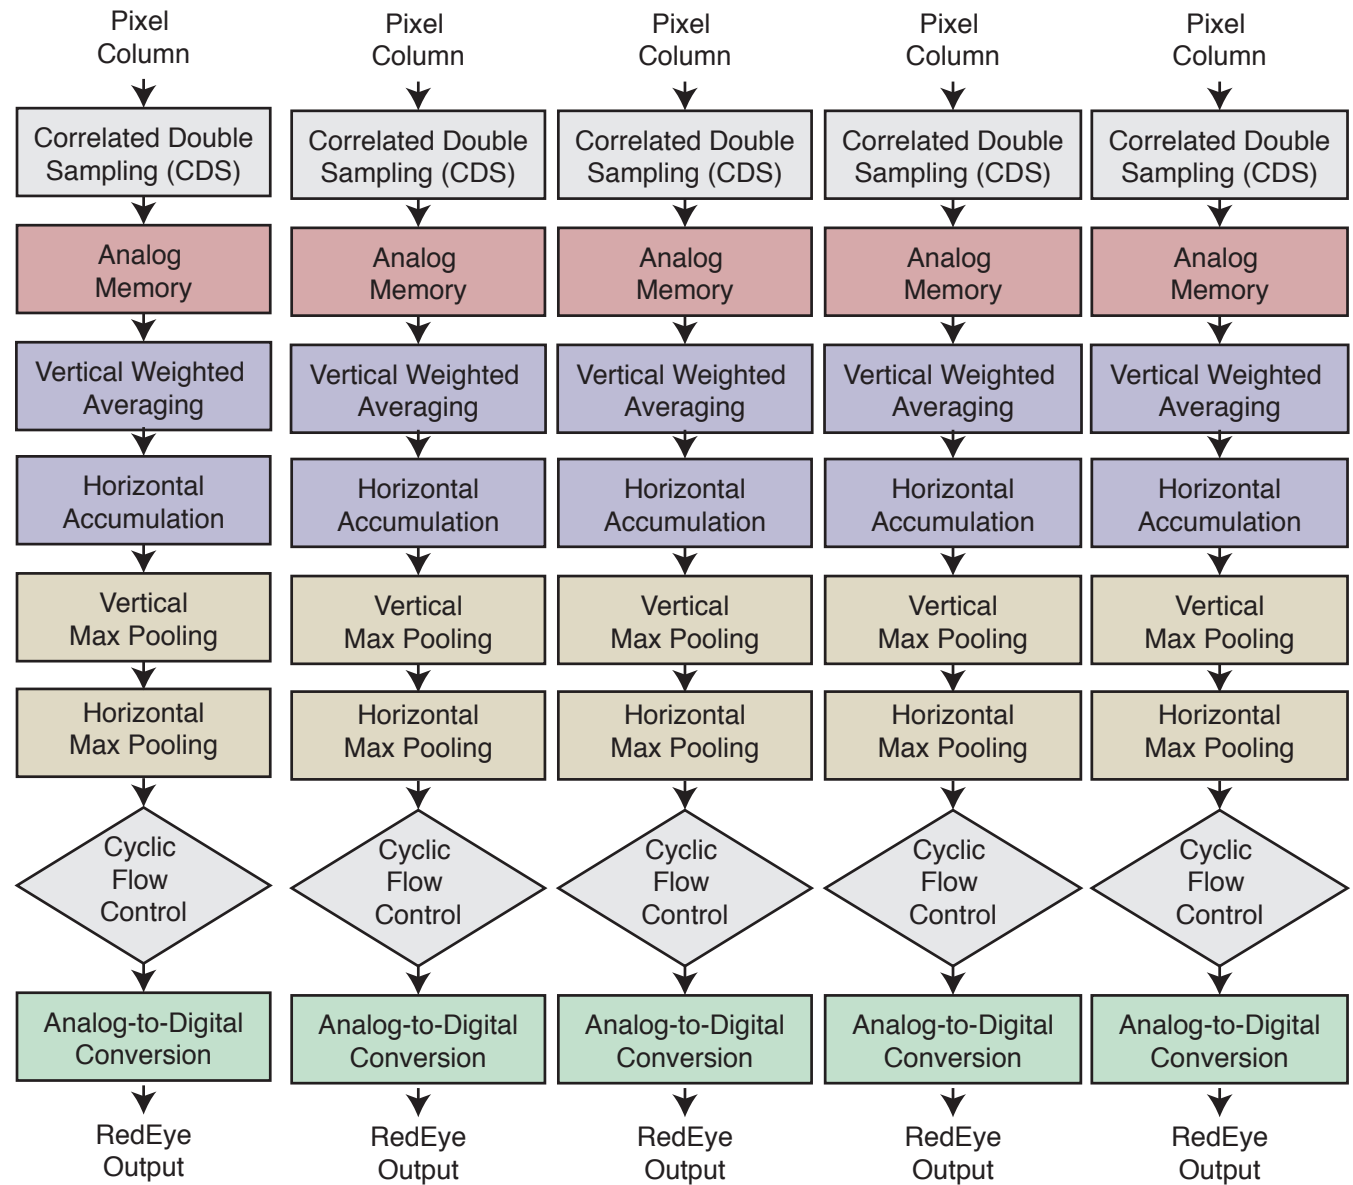 Pixel
Column
Correlated Double
Sampling (CDS)
Analog
Memory
Vertical Weighted
Averaging
Horizontal
Accumulation
Vertical
Max Pooling
Horizontal
Max Pooling
Cyclic
Flow
Control
Analog-to-Digital
Conversion
RedEye
Output
Pixel
Column
Correlated Double
Sampling (CDS)
Analog
Memory
Vertical Weighted
Averaging
Horizontal
Accumulation
Vertical
Max Pooling
Horizontal
Max Pooling
Cyclic
Flow
Control
Analog-to-Digital
Conversion
RedEye
Output
Pixel
Column
Correlated Double
Sampling (CDS)
Analog
Memory
Vertical Weighted
Averaging
Horizontal
Accumulation
Vertical
Max Pooling
Horizontal
Max Pooling
Cyclic
Flow
Control
Analog-to-Digital
Conversion
RedEye
Output
Pixel
Column
Correlated Double
Sampling (CDS)
Analog
Memory
Vertical Weighted
Averaging
Horizontal
Accumulation
Vertical
Max Pooling
Horizontal
Max Pooling
Cyclic
Flow
Control
Analog-to-Digital
Conversion
RedEye
Output
Pixel
Column
Correlated Double
Sampling (CDS)
Analog
Memory
Vertical Weighted
Averaging
Horizontal
Accumulation
Vertical
Max Pooling
Horizontal
Max Pooling
Cyclic
Flow
Control
Analog-to-Digital
Conversion
RedEye
Output